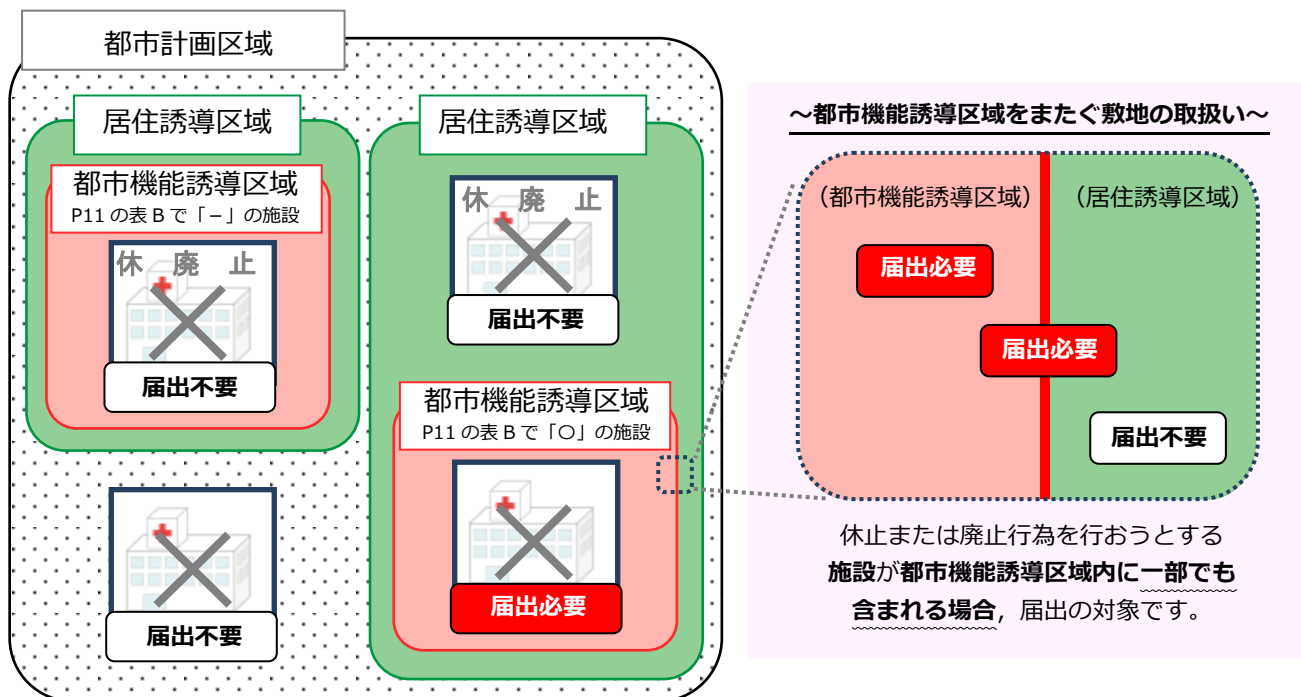 都市計画区域
居住誘導区域
都市機能誘導区域
P11 の表 B で「－」の施設
休 廃 止
届出不要
届出不要
居住誘導区域
休 廃 止
届出不要
都市機能誘導区域
P11 の表 B で「〇」の施設
届出必要
～都市機能誘導区域をまたぐ敷地の取扱い～
（都市機能誘導区域）
（居住誘導区域）
届出必要
届出必要
届出不要
休止または廃止行為を行おうとする
施設が都市機能誘導区域内に一部でも
含まれる場合，届出の対象です。